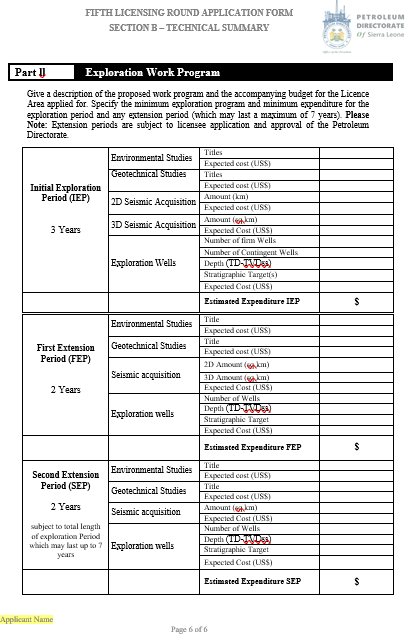 FIFTH LICENSING ROUND APPLICATION FORM
SECTION B – TECHNICAL SUMMARY
PETROLEUM
DIRECTORATE
Of Sierra Leone
Part II Exploration Work Program
Give a description of the proposed work program and the accompanying budget for the Licence
Area applied for. Specify the minimum exploration program and minimum expenditure for the
exploration period and any extension period (which may last a maximum of 7 years). Please
Note: Extension periods are subject to licensee application and approval of the Petroleum
Directorate.
Initial Exploration
Period (IEP)
3 Years
Environmental Studies
Titles
Expected cost (US$)
Geotechnical Studies
Titles
Expected cost (US$)
2D Seismic Acquisition
Amount (km)
Expected cost (US$)
3D Seismic Acquisition
Amount (sq.km)
Expected Cost (US$)
Exploration Wells
Number of firm Wells
Number of Contingent Wells
Depth (TD-TVDss)
Stratigraphic Target(s)
Expected Cost (US$)
Estimated Expenditure IEP $
First Extension
Period (FEP)
2 Years
Environmental Studies
Title
Expected cost (US$)
Geotechnical Studies
Title
Expected cost (US$)
Seismic acquisition
2D Amount (sq.km)
3D Amount (sq.km)
Expected Cost (US$)
Exploration wells
Number of Wells
Depth (TD-TVDss)
Stratigraphic Target
Expected Cost (US$)
Estimated Expenditure FEP $
Second Extension
Period (SEP)
2 Years
subject to total length
of exploration Period
which may last up to 7
years
Environmental Studies
Title
Expected cost (US$)
Geotechnical Studies
Title
Expected cost (US$)
Seismic acquisition
Amount (sq.km)
Expected Cost (US$)
Exploration wells
Number of Wells
Depth (TD-TVDss)
Stratigraphic Target
Expected Cost (US$)
Estimated Expenditure SEP $
Applicant Name
Page 6 of 6